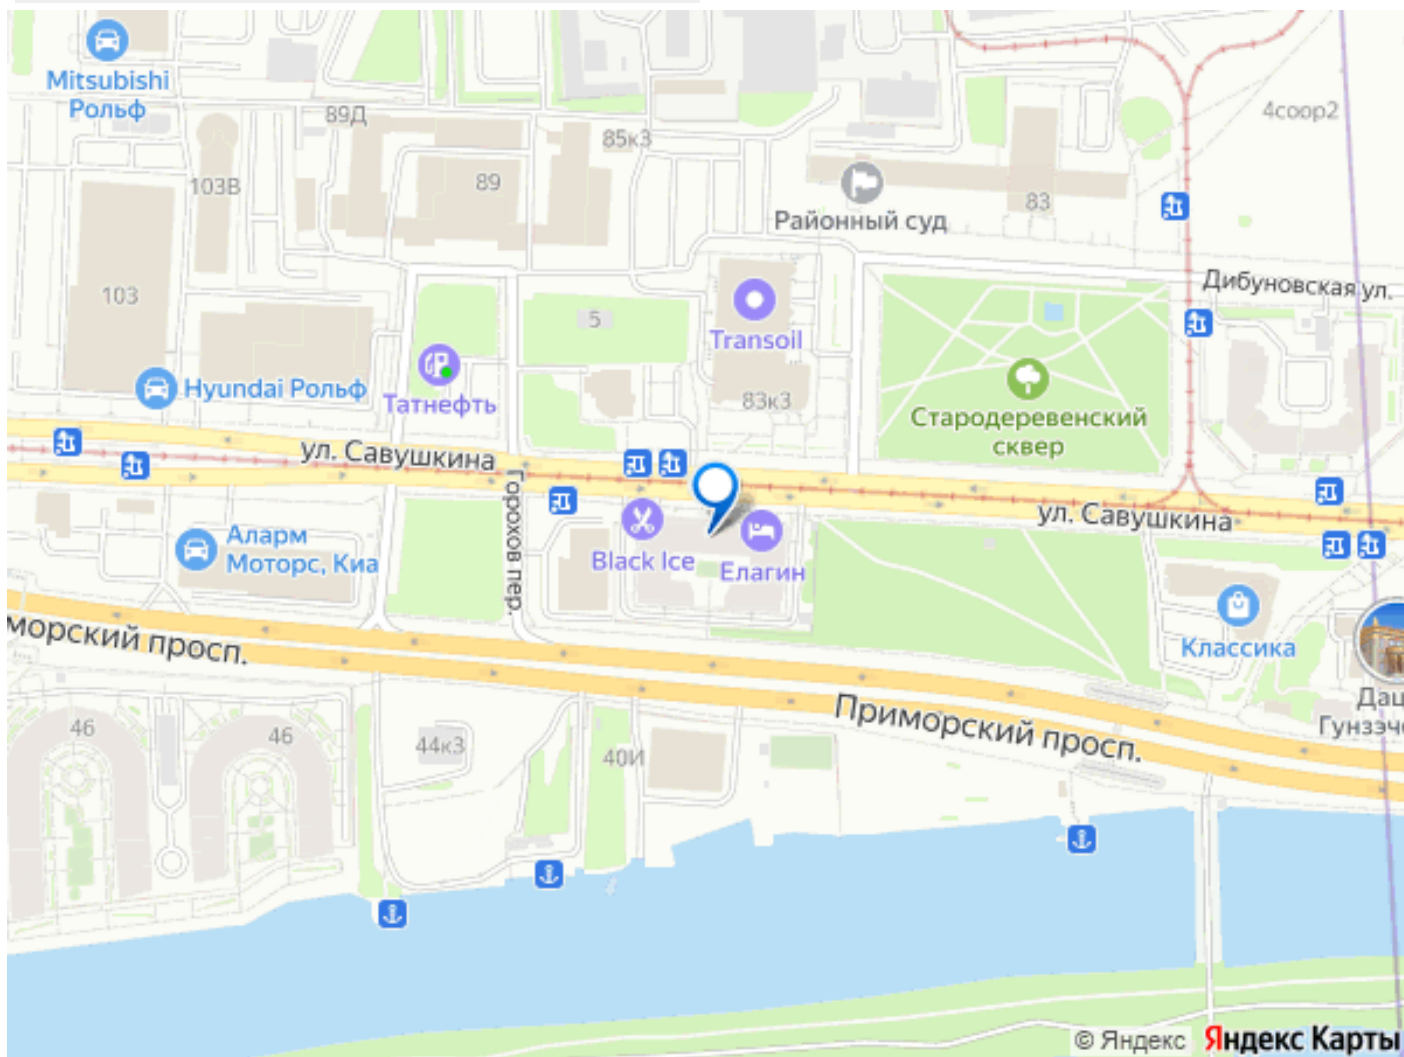 Mitsubishi
Рольф
89Д
85к3
4соор2
103В
89
83
Районный суд
103
5
Transoil
Дибуновская ул.
Hyundai Рольф
Татнефть
83к3
Стародеревенский
сквер
ул. Савушкина
Горохов пер.
ул. Савушкина
Аларм
Моторс, Киа
Black Ice
Елагин
Классика
морский просп.
Приморский просп.
Дац
Гунзэч
46
46
44к3
40И
© Яндекс Яндекс Карты